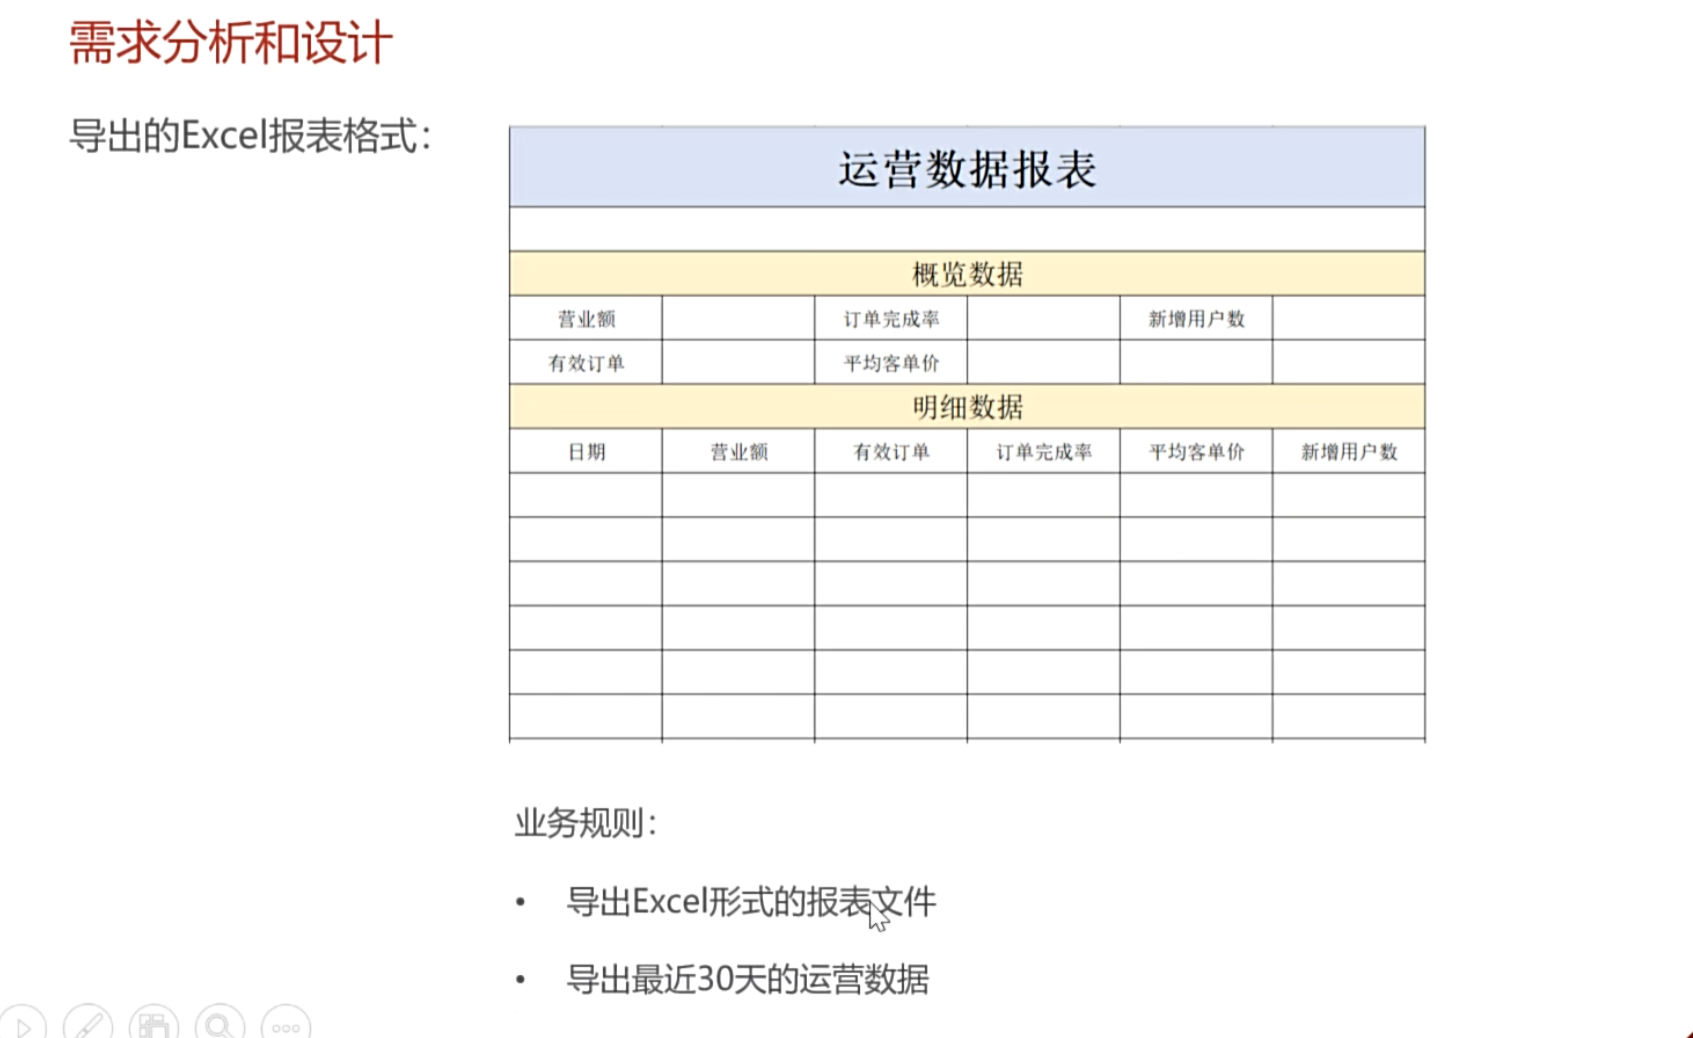 需求分析和设计
导出的Excel报表格式：
运营数据报表
概览数据
营业额 订单完成率 新增用户数
有效订单 平均客单价
明细数据
日期 营业额 有效订单 订单完成率 平均客单价 新增用户数
业务规则：
• 导出Excel形式的报表文件
• 导出最近30天的运营数据